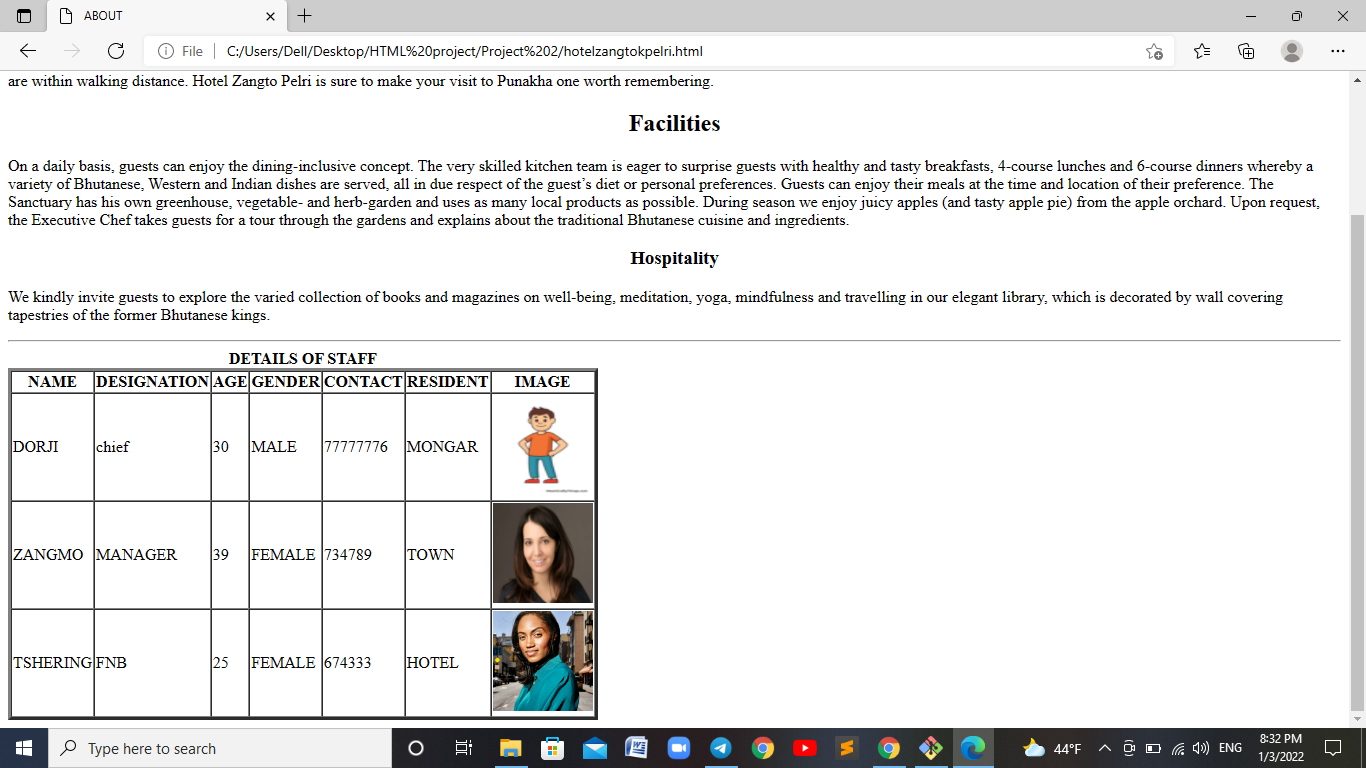 ABOUT
File
C:/Users/Dell/Desktop/HTML%20project/Project%202/hotelzangtokpelri.html
are within walking distance. Hotel Zangto Pelri is sure to make your visit to Punakha one worth remembering.
Facilities
On a daily basis, guests can enjoy the dining-inclusive concept. The very skilled kitchen team is eager to surprise guests with healthy and tasty breakfasts, 4-course lunches and 6-course dinners whereby a
variety of Bhutanese, Western and Indian dishes are served, all in due respect of the guest’s diet or personal preferences. Guests can enjoy their meals at the time and location of their preference. The
Sanctuary has his own greenhouse, vegetable- and herb-garden and uses as many local products as possible. During season we enjoy juicy apples (and tasty apple pie) from the apple orchard. Upon request,
the Executive Chef takes guests for a tour through the gardens and explains about the traditional Bhutanese cuisine and ingredients.
Hospitality
We kindly invite guests to explore the varied collection of books and magazines on well-being, meditation, yoga, mindfulness and travelling in our elegant library, which is decorated by wall covering
tapestries of the former Bhutanese kings.
DETAILS OF STAFF
NAME DESIGNATION AGE GENDER CONTACT RESIDENT IMAGE
DORJI chief 30 MALE 77777776 MONGAR
ZANGMO MANAGER 39 FEMALE 734789 TOWN
TSHERING FNB 25 FEMALE 674333 HOTEL
Type here to search
44°F
ENG
8:32 PM
1/3/2022